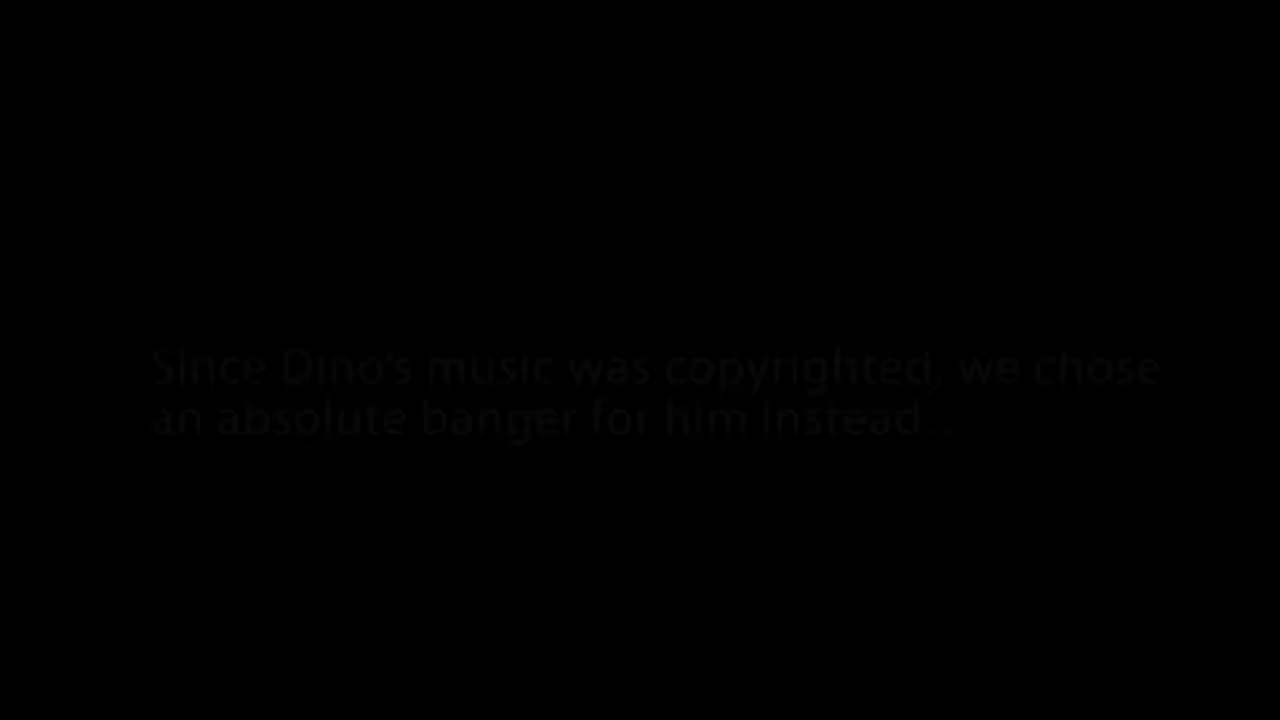 Since Dino's music was copyrighted, we chose
an absolute banger for him instead...